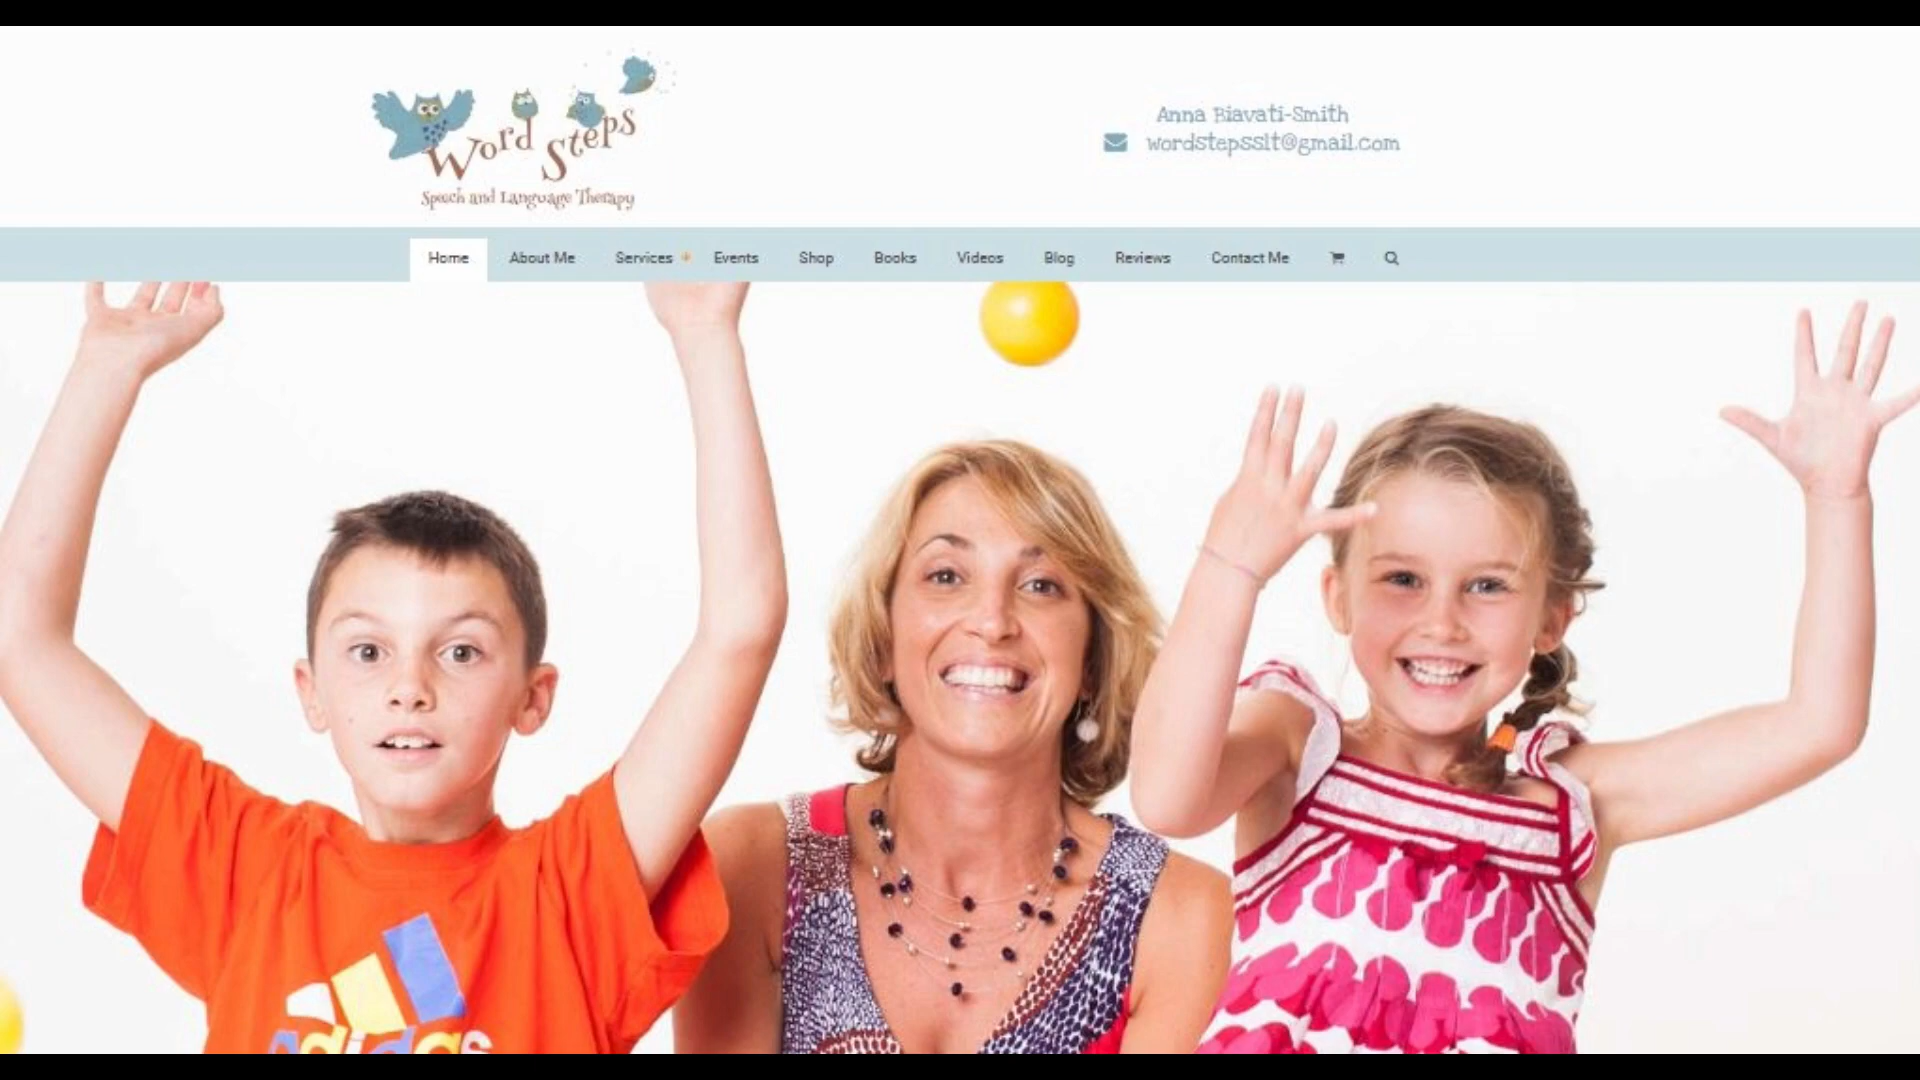 Word Steps
Speech and Language Therapy
Anna Biavati-Smith
wordstepsslt@gmail.com
Home About Me Services Events Shop Books Videos Blog Reviews Contact Me
adidas